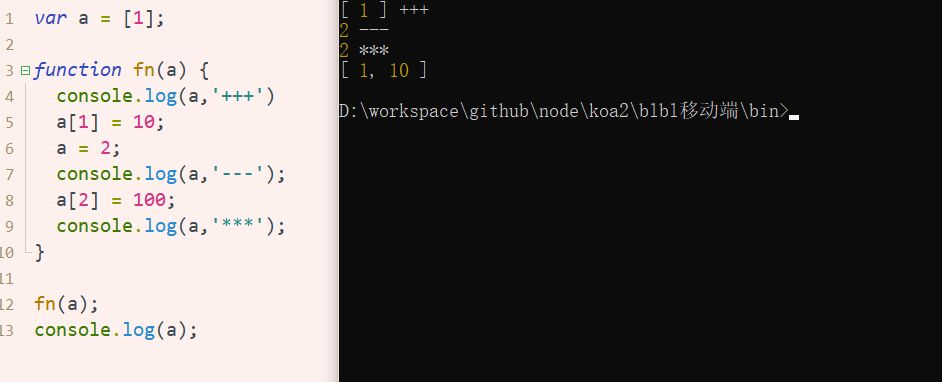 1 var a = [1];
2
3 function fn(a) {
4 console.log(a,'+++')
5 a[1] = 10;
6 a = 2;
7 console.log(a,'---');
8 a[2] = 100;
9 console.log(a,'***');
10 }
11
12 fn(a);
13 console.log(a);
[ 1 ] +++
2 ---
2 ***
[ 1, 10 ]
D:\workspace\github\node\koa2\blbl移动端\bin>